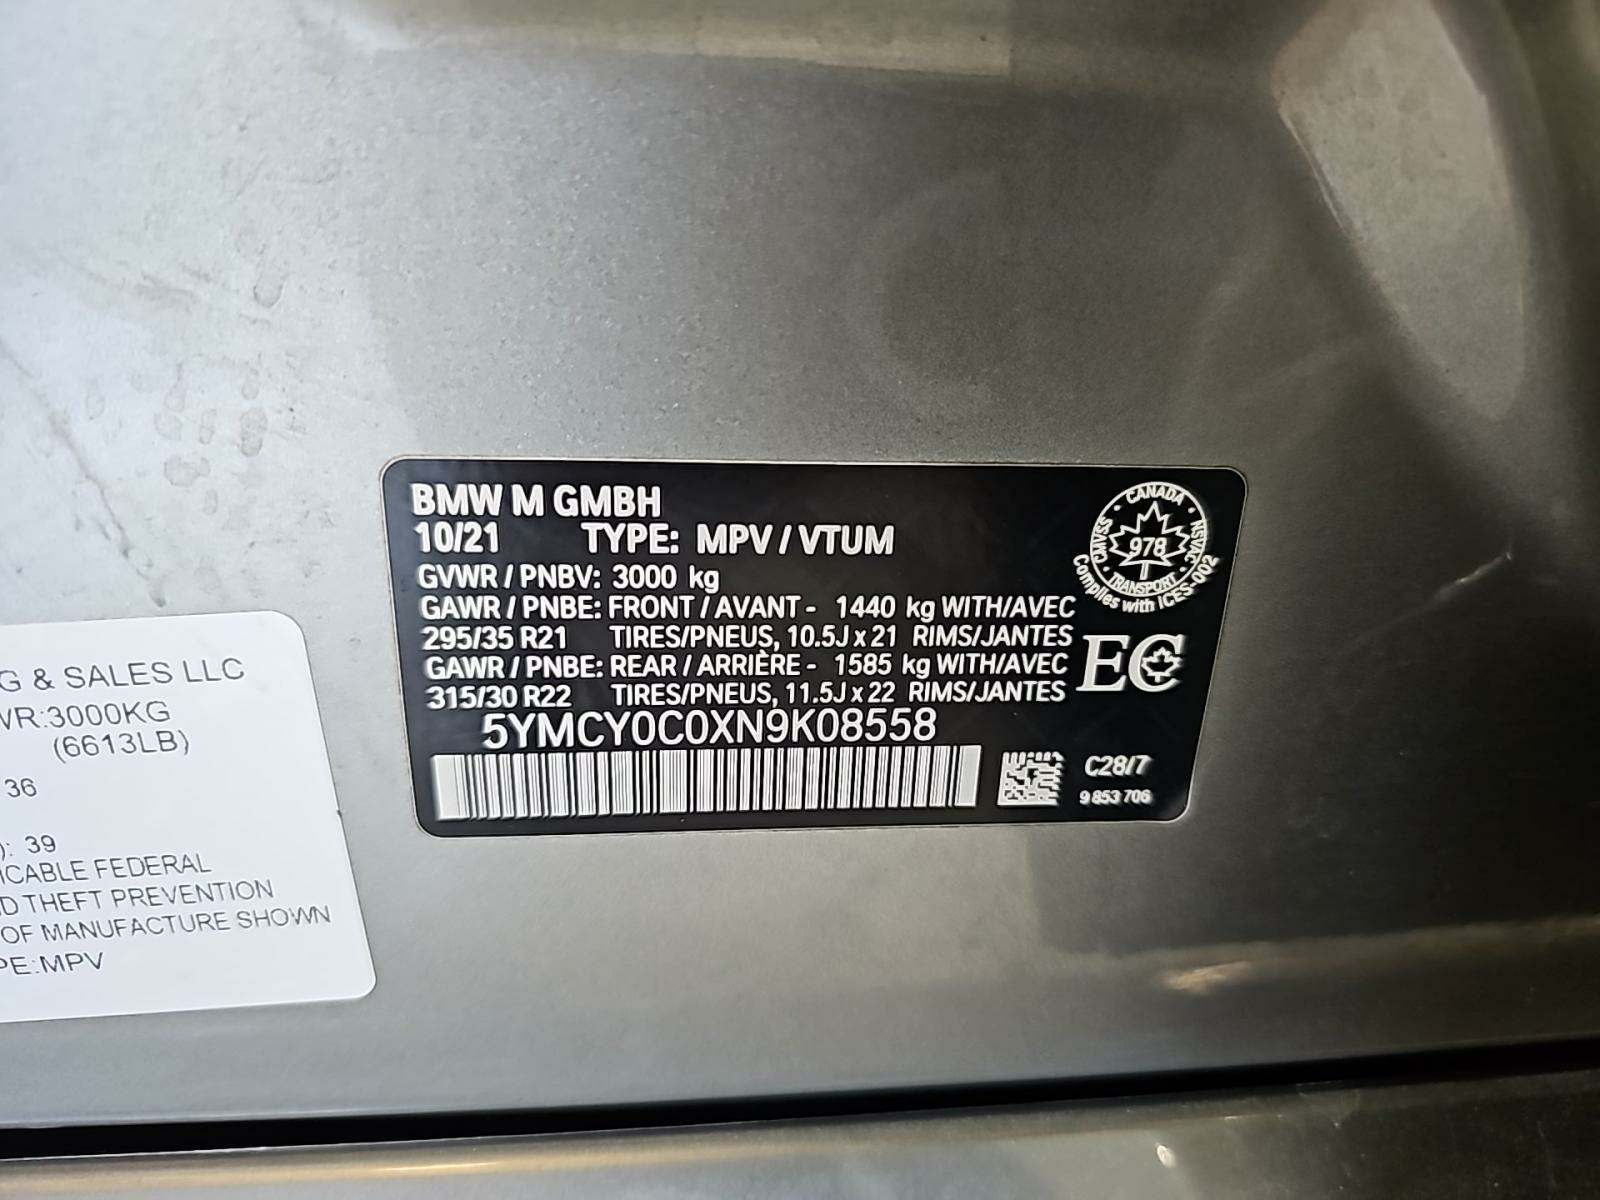 BMW M GMBH
10/21 TYPE: MPV / VTUM
GVWR / PNBV: 3000 kg
GAWR / PNBE: FRONT / AVANT - 1440 kg WITH/AVEC
295/35 R21 TIRES/PNEUS, 10.5J x 21 RIMS/JANTES
GAWR / PNBE: REAR / ARRIÈRE - 1585 kg WITH/AVEC
315/30 R22 TIRES/PNEUS, 11.5J x 22 RIMS/JANTES
5YMCY0C0XN9K08558
C28/7
9 853 706
CANADA
CMVSS 978 NSVAC
TRANSPORT
Complies with ICES-002
EC
G & SALES LLC
WR:3000KG
(6613LB)
36
): 39
ICABLE FEDERAL
D THEFT PREVENTION
OF MANUFACTURE SHOWN
PE:MPV